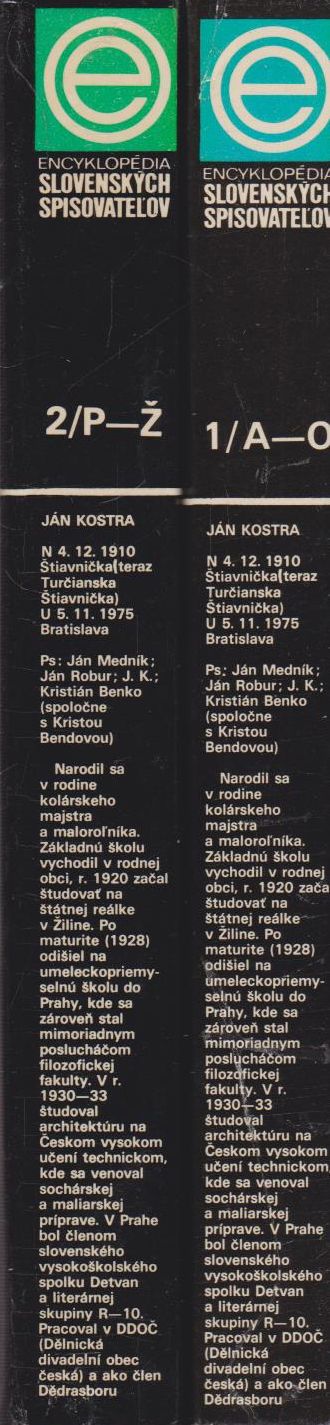 e
ENCYKLOPÉDIA
SLOVENSKÝCH
SPISOVATEĽOV
2/P—Ž
JÁN KOSTRA
N 4. 12. 1910
Štiavnička(teraz
Turčianska
Štiavnička)
U 5. 11. 1975
Bratislava
Ps: Ján Medník;
Ján Robur; J. K.;
Kristián Benko
(spoločne
s Kristou
Bendovou)
Narodil sa
v rodine
kolárskeho
majstra
a maloroľníka.
Základnú školu
vychodil v rodnej
obci, r. 1920 začal
študovať na
štátnej reálke
v Žiline. Po
maturite (1928)
odišiel na
umeleckopriemy-
selnú školu do
Prahy, kde sa
zároveň stal
mimoriadnym
poslucháčom
filozofickej
fakulty. V r.
1930—33
študoval
architektúru na
Českom vysokom
učení technickom,
kde sa venoval
sochárskej
a maliarskej
príprave. V Prahe
bol členom
slovenského
vysokoškolského
spolku Detvan
a literárnej
skupiny R—10.
Pracoval v DDOČ
(Dělnická
divadelní obec
česká) a ako člen
Dědrasboru
e
ENCYKLOPÉDIA
SLOVENSKÝCH
SPISOVATEĽOV
1/A—O
JÁN KOSTRA
N 4. 12. 1910
Štiavnička(teraz
Turčianska
Štiavnička)
U 5. 11. 1975
Bratislava
Ps: Ján Medník;
Ján Robur; J. K.;
Kristián Benko
(spoločne
s Kristou
Bendovou)
Narodil sa
v rodine
kolárskeho
majstra
a maloroľníka.
Základnú školu
vychodil v rodnej
obci, r. 1920 začal
študovať na
štátnej reálke
v Žiline. Po
maturite (1928)
odišiel na
umeleckopriemy-
selnú školu do
Prahy, kde sa
zároveň stal
mimoriadnym
poslucháčom
filozofickej
fakulty. V r.
1930—33
študoval
architektúru na
Českom vysokom
učení technickom,
kde sa venoval
sochárskej
a maliarskej
príprave. V Prahe
bol členom
slovenského
vysokoškolského
spolku Detvan
a literárnej
skupiny R—10.
Pracoval v DDOČ
(Dělnická
divadelní obec
česká) a ako člen
Dědrasboru